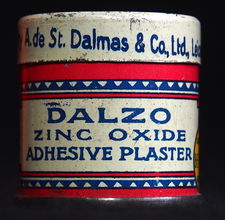 A. de St. Dalmas & Co., Ltd.,
DALZO
ZINC OXIDE
ADHESIVE PLASTER